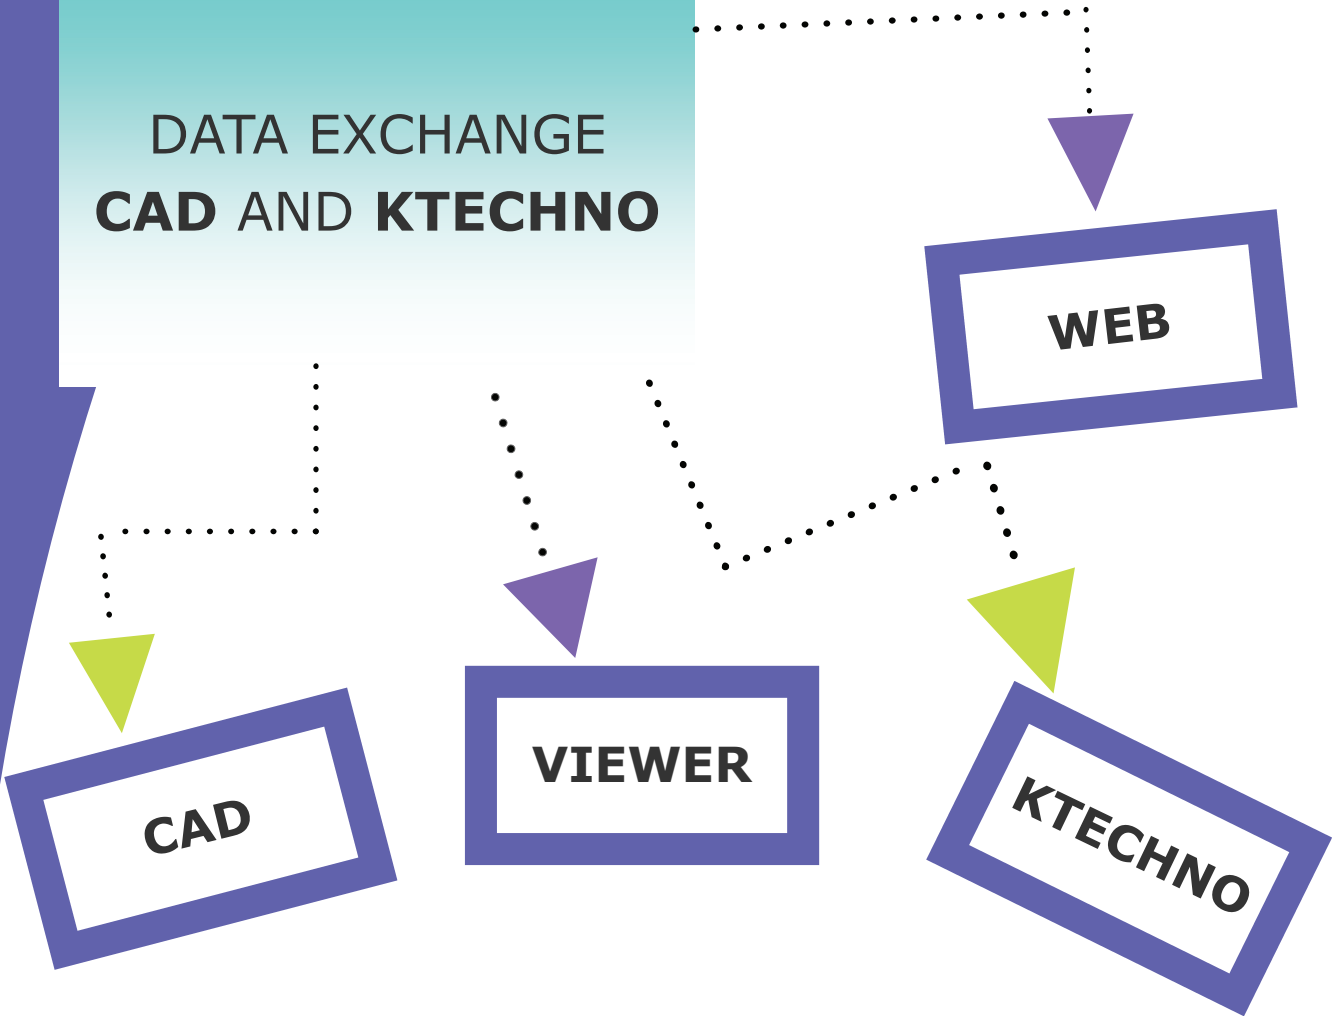 DATA EXCHANGE
CAD AND KTECHNO
WEB
CAD
VIEWER
KTECHNO